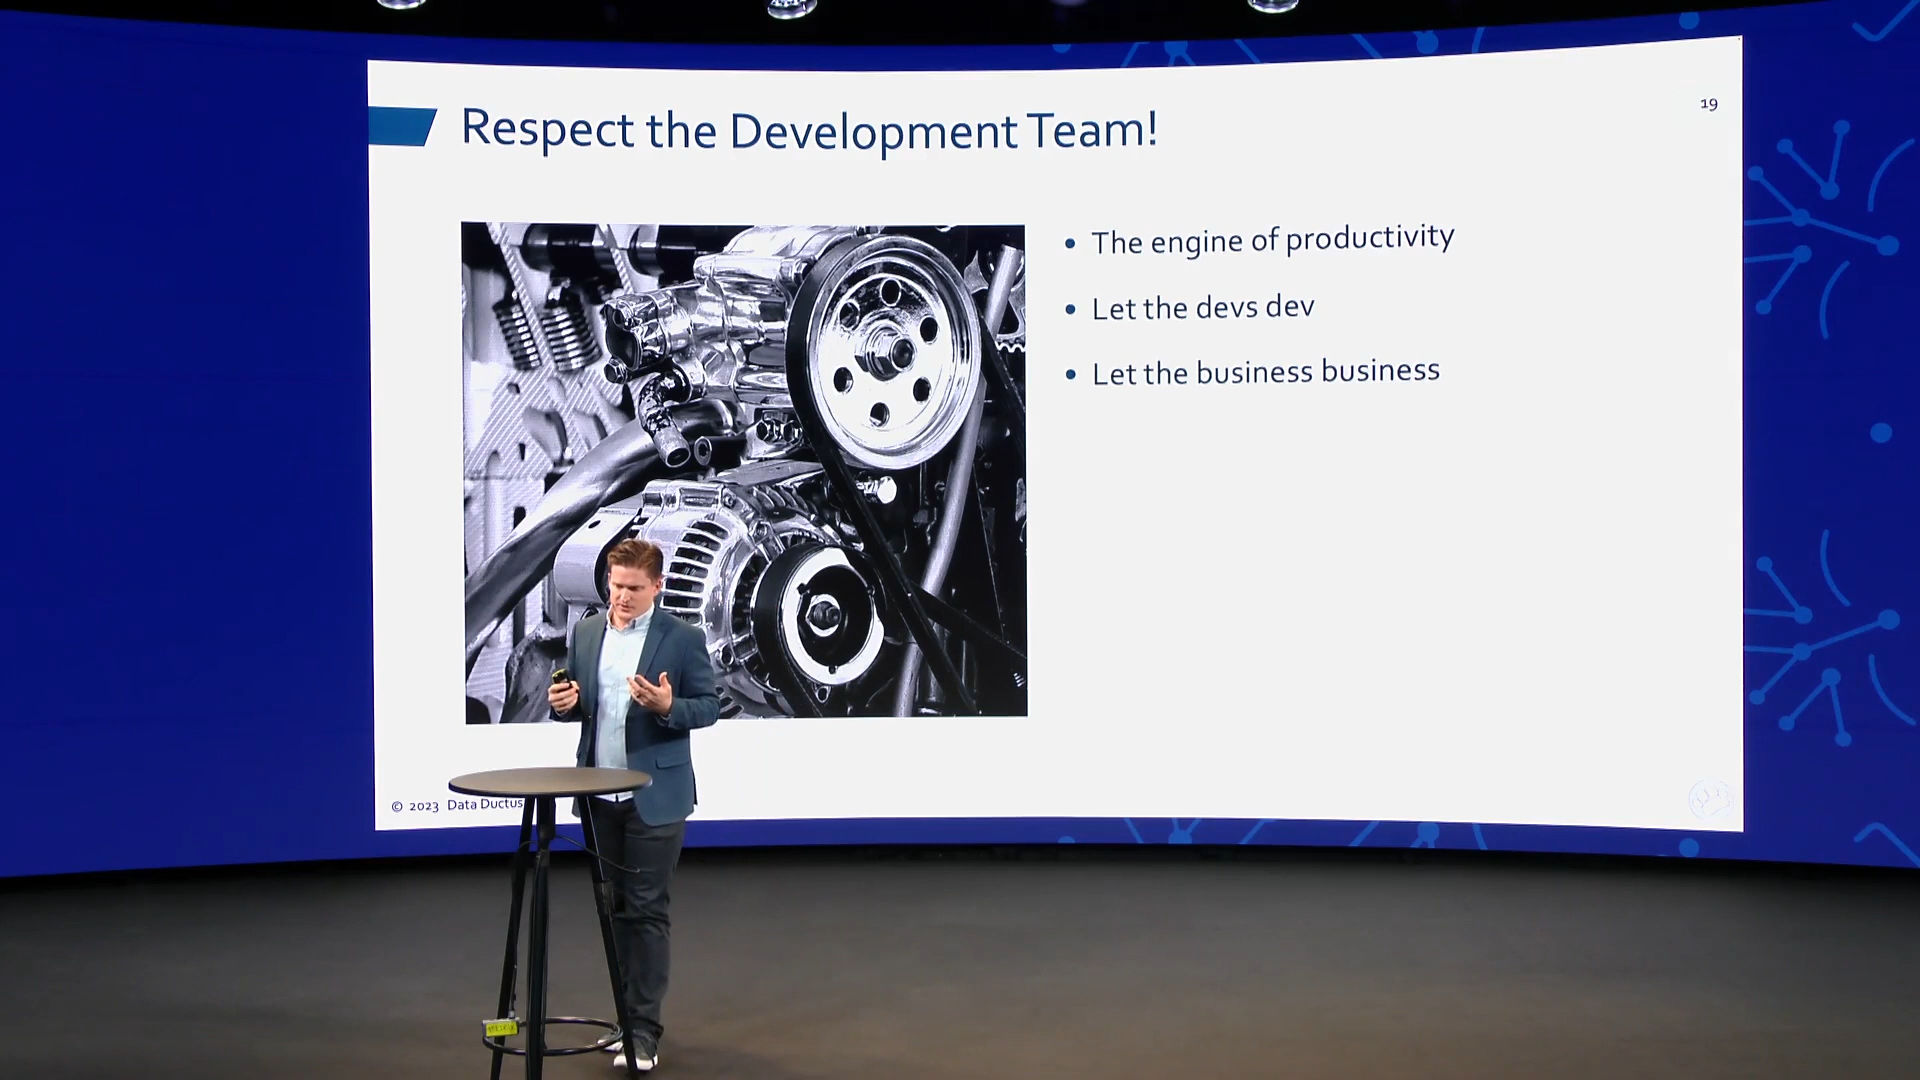 Respect the Development Team!
19
• The engine of productivity
• Let the devs dev
• Let the business business
© 2023 Data Ductus